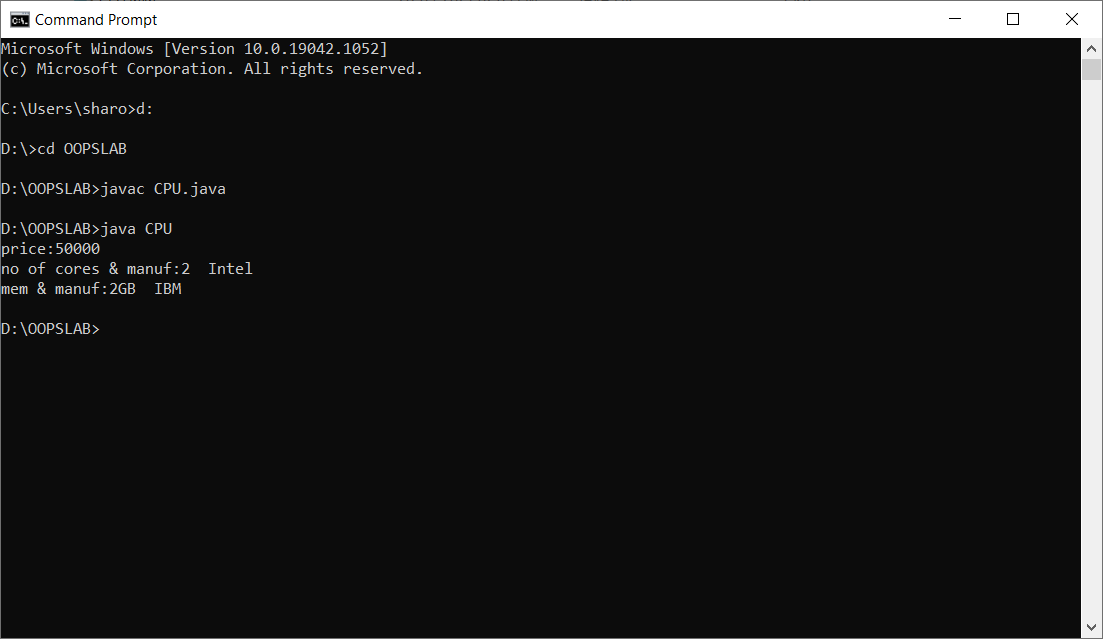 Command Prompt
Microsoft Windows [Version 10.0.19042.1052]
(c) Microsoft Corporation. All rights reserved.
C:\Users\sharo>d:
D:\>cd OOPSLAB
D:\OOPSLAB>javac CPU.java
D:\OOPSLAB>java CPU
price:50000
no of cores & manuf:2  Intel
mem & manuf:2GB  IBM
D:\OOPSLAB>